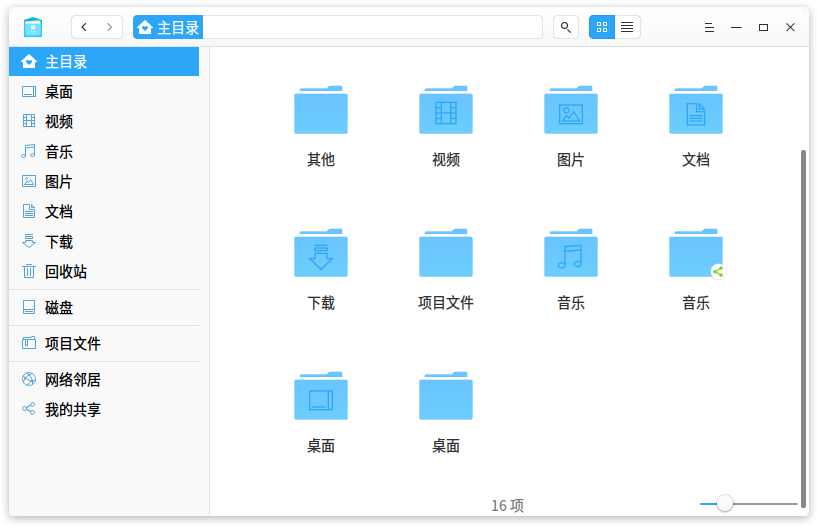 主目录
主目录
桌面
视频
音乐
图片
文档
下载
回收站
磁盘
项目文件
网络邻居
我的共享
其他 视频 图片 文档
下载 项目文件 音乐 音乐
桌面 桌面
16 项